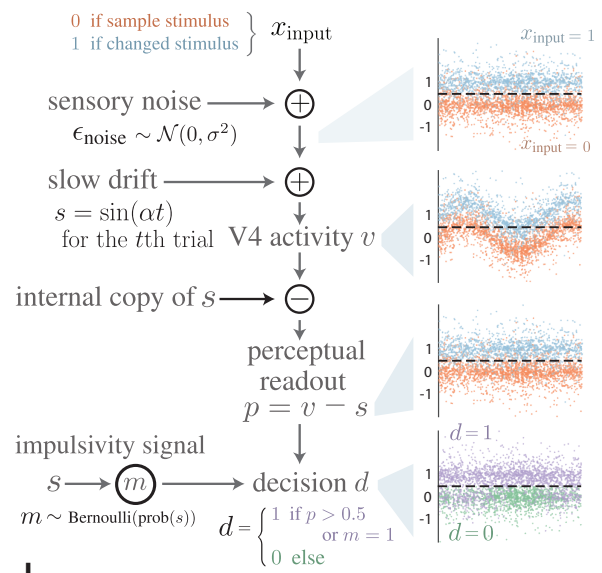 0 if sample stimulus
1 if changed stimulus
x_input
sensory noise
+
ϵ_noise ∼ 𝒩(0, σ²)
slow drift
+
s = sin(αt)
for the tth trial
V4 activity v
internal copy of s
−
perceptual
readout
p = v − s
impulsivity signal
s
m
decision d
m ∼ Bernoulli(prob(s))
d = { 1 if p > 0.5
or m = 1
0 else
x_input = 1
1
0
-1
x_input = 0
1
0
-1
1
0
-1
d = 1
1
0
-1
d = 0